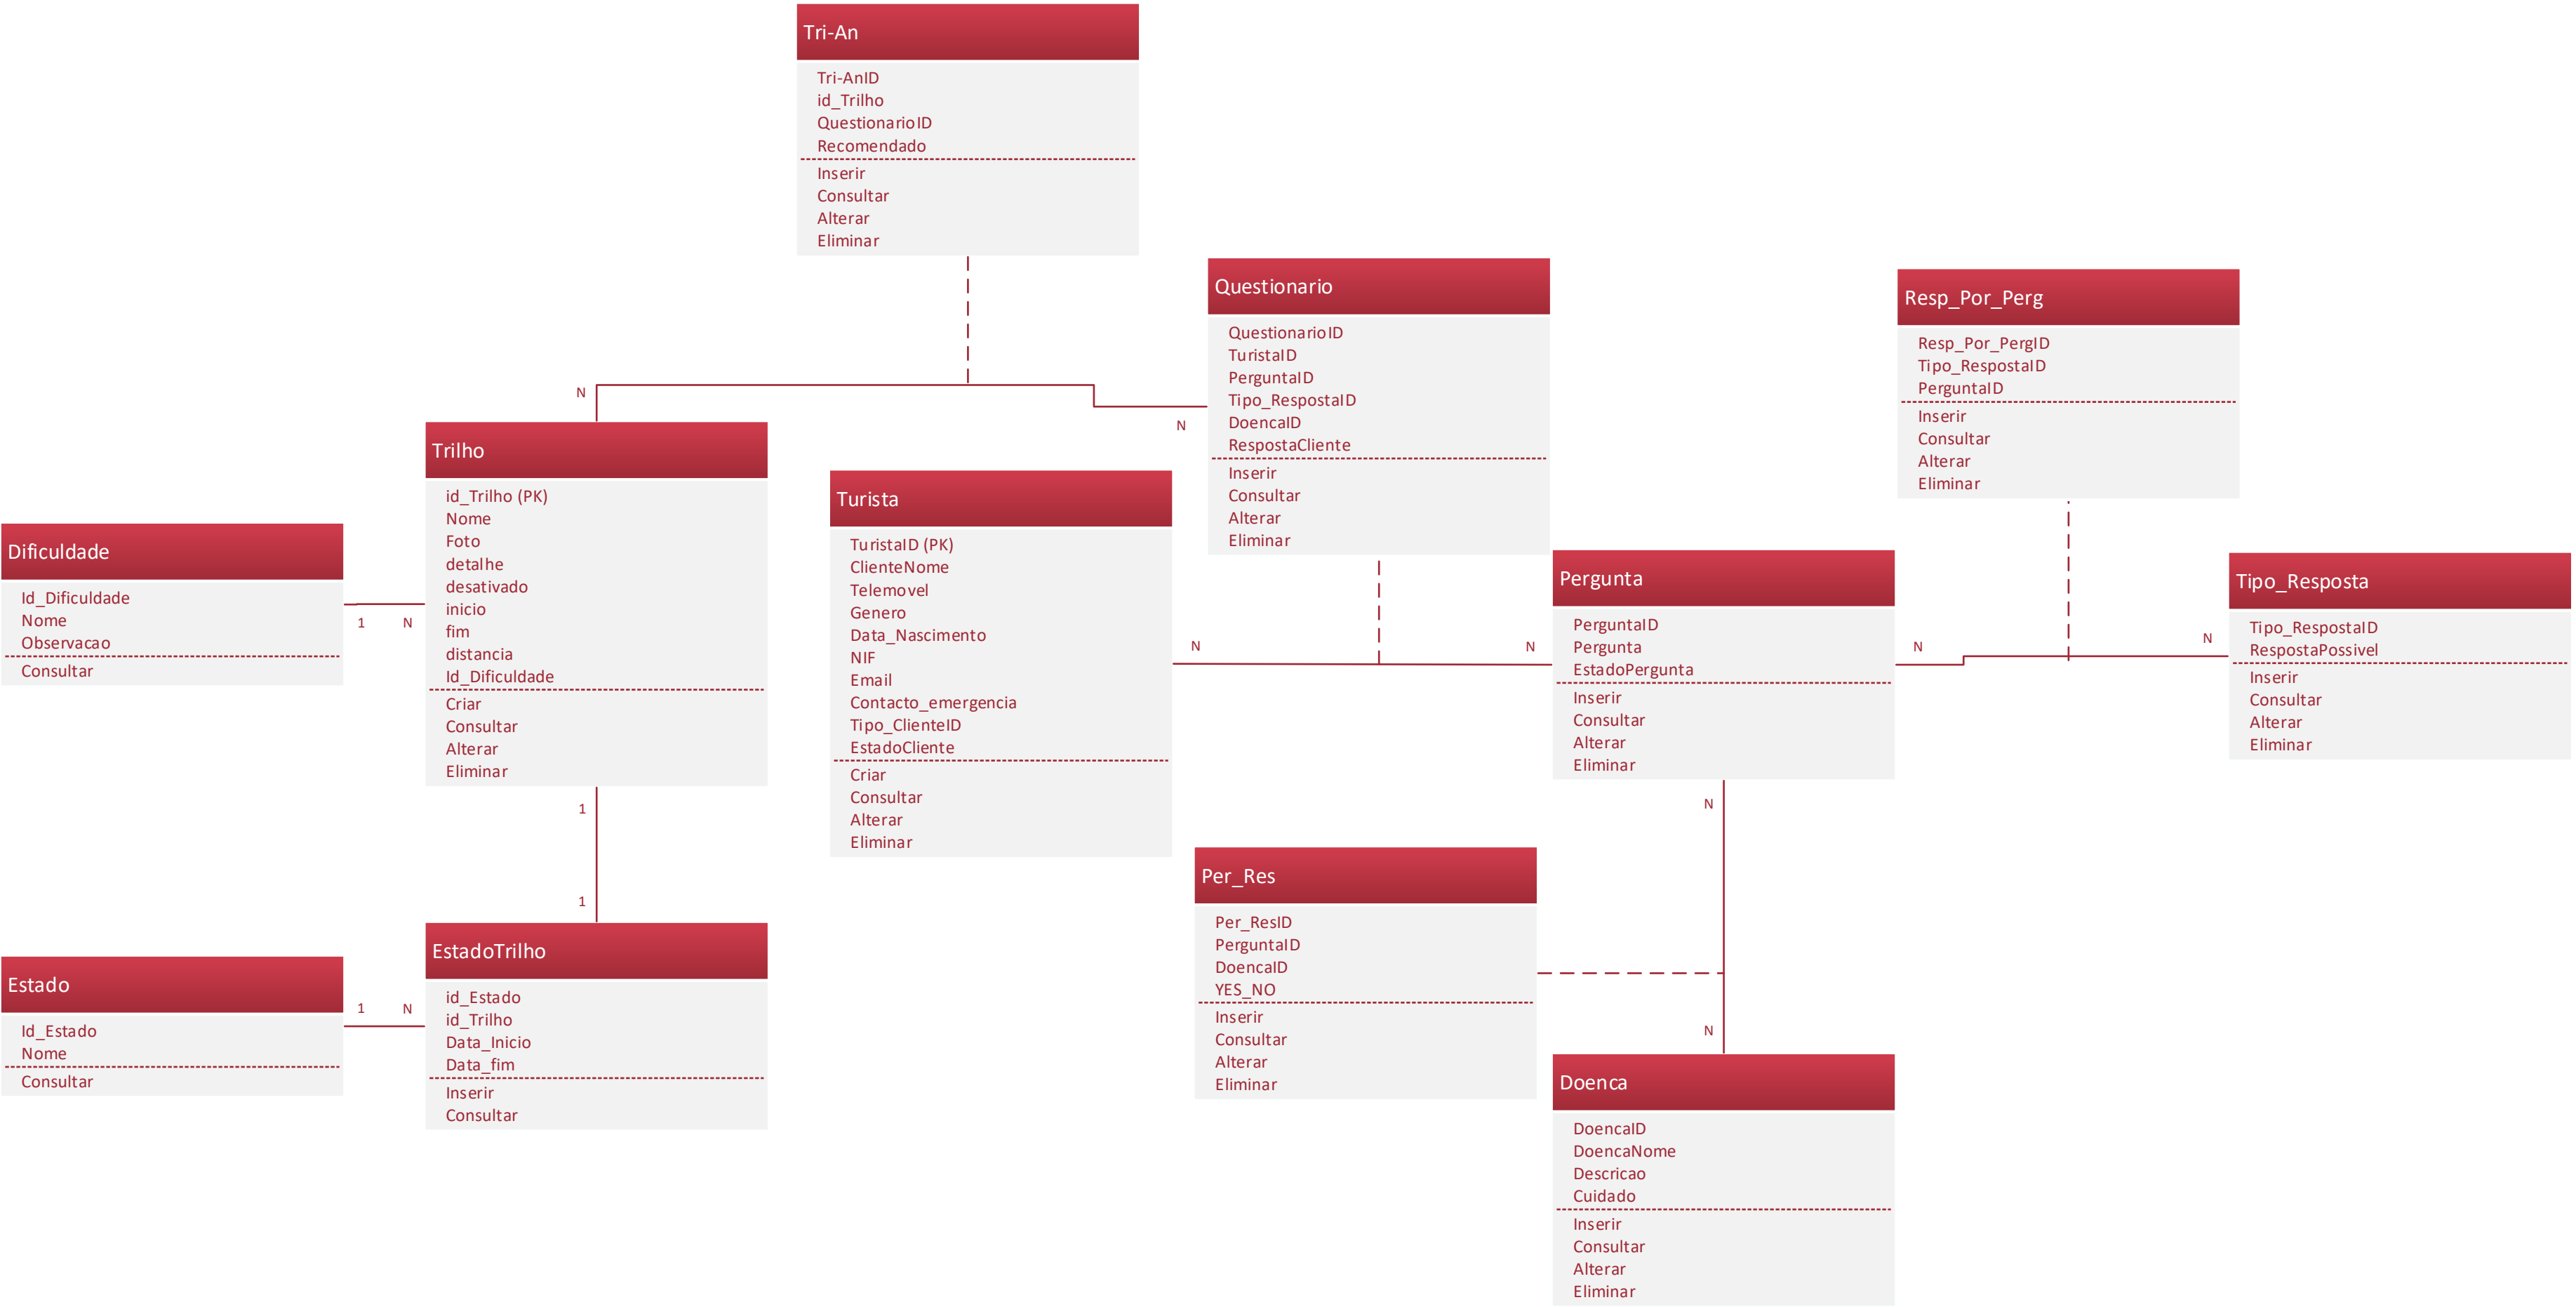 Tri-An
Tri-AnID
id_Trilho
QuestionarioID
Recomendado
Inserir
Consultar
Alterar
Eliminar
Questionario
QuestionarioID
TuristaID
PerguntaID
Tipo_RespostaID
DoencaID
RespostaCliente
Inserir
Consultar
Alterar
Eliminar
Resp_Por_Perg
Resp_Por_PergID
Tipo_RespostaID
PerguntaID
Inserir
Consultar
Alterar
Eliminar
N
N
Trilho
id_Trilho (PK)
Nome
Foto
detalhe
desativado
inicio
fim
distancia
Id_Dificuldade
Criar
Consultar
Alterar
Eliminar
Turista
TuristaID (PK)
ClienteNome
Telemovel
Genero
Data_Nascimento
NIF
Email
Contacto_emergencia
Tipo_ClienteID
EstadoCliente
Criar
Consultar
Alterar
Eliminar
Dificuldade
Id_Dificuldade
Nome
Observacao
Consultar
1 N
Pergunta
PerguntaID
Pergunta
EstadoPergunta
Inserir
Consultar
Alterar
Eliminar
N N
Tipo_Resposta
Tipo_RespostaID
RespostaPossivel
Inserir
Consultar
Alterar
Eliminar
N N
1
1
N
N
Per_Res
Per_ResID
PerguntaID
DoencaID
YES_NO
Inserir
Consultar
Alterar
Eliminar
EstadoTrilho
id_Estado
id_Trilho
Data_Inicio
Data_fim
Inserir
Consultar
Estado
Id_Estado
Nome
Consultar
1 N
Doenca
DoencaID
DoencaNome
Descricao
Cuidado
Inserir
Consultar
Alterar
Eliminar